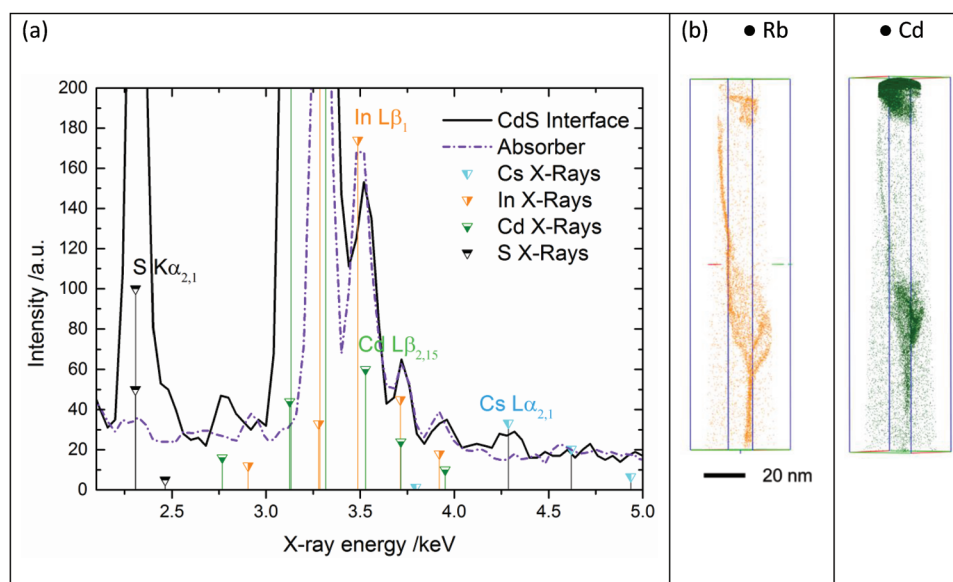 (a)
200
180
160
140
120
100
80
60
40
20
0
Intensity /a.u.
2.5
3.0
3.5
4.0
4.5
5.0
X-ray energy /keV
S Kα2,1
In Lβ1
Cd Lβ2,15
Cs Lα2,1
CdS Interface
Absorber
Cs X-Rays
In X-Rays
Cd X-Rays
S X-Rays
(b)
● Rb
● Cd
20 nm